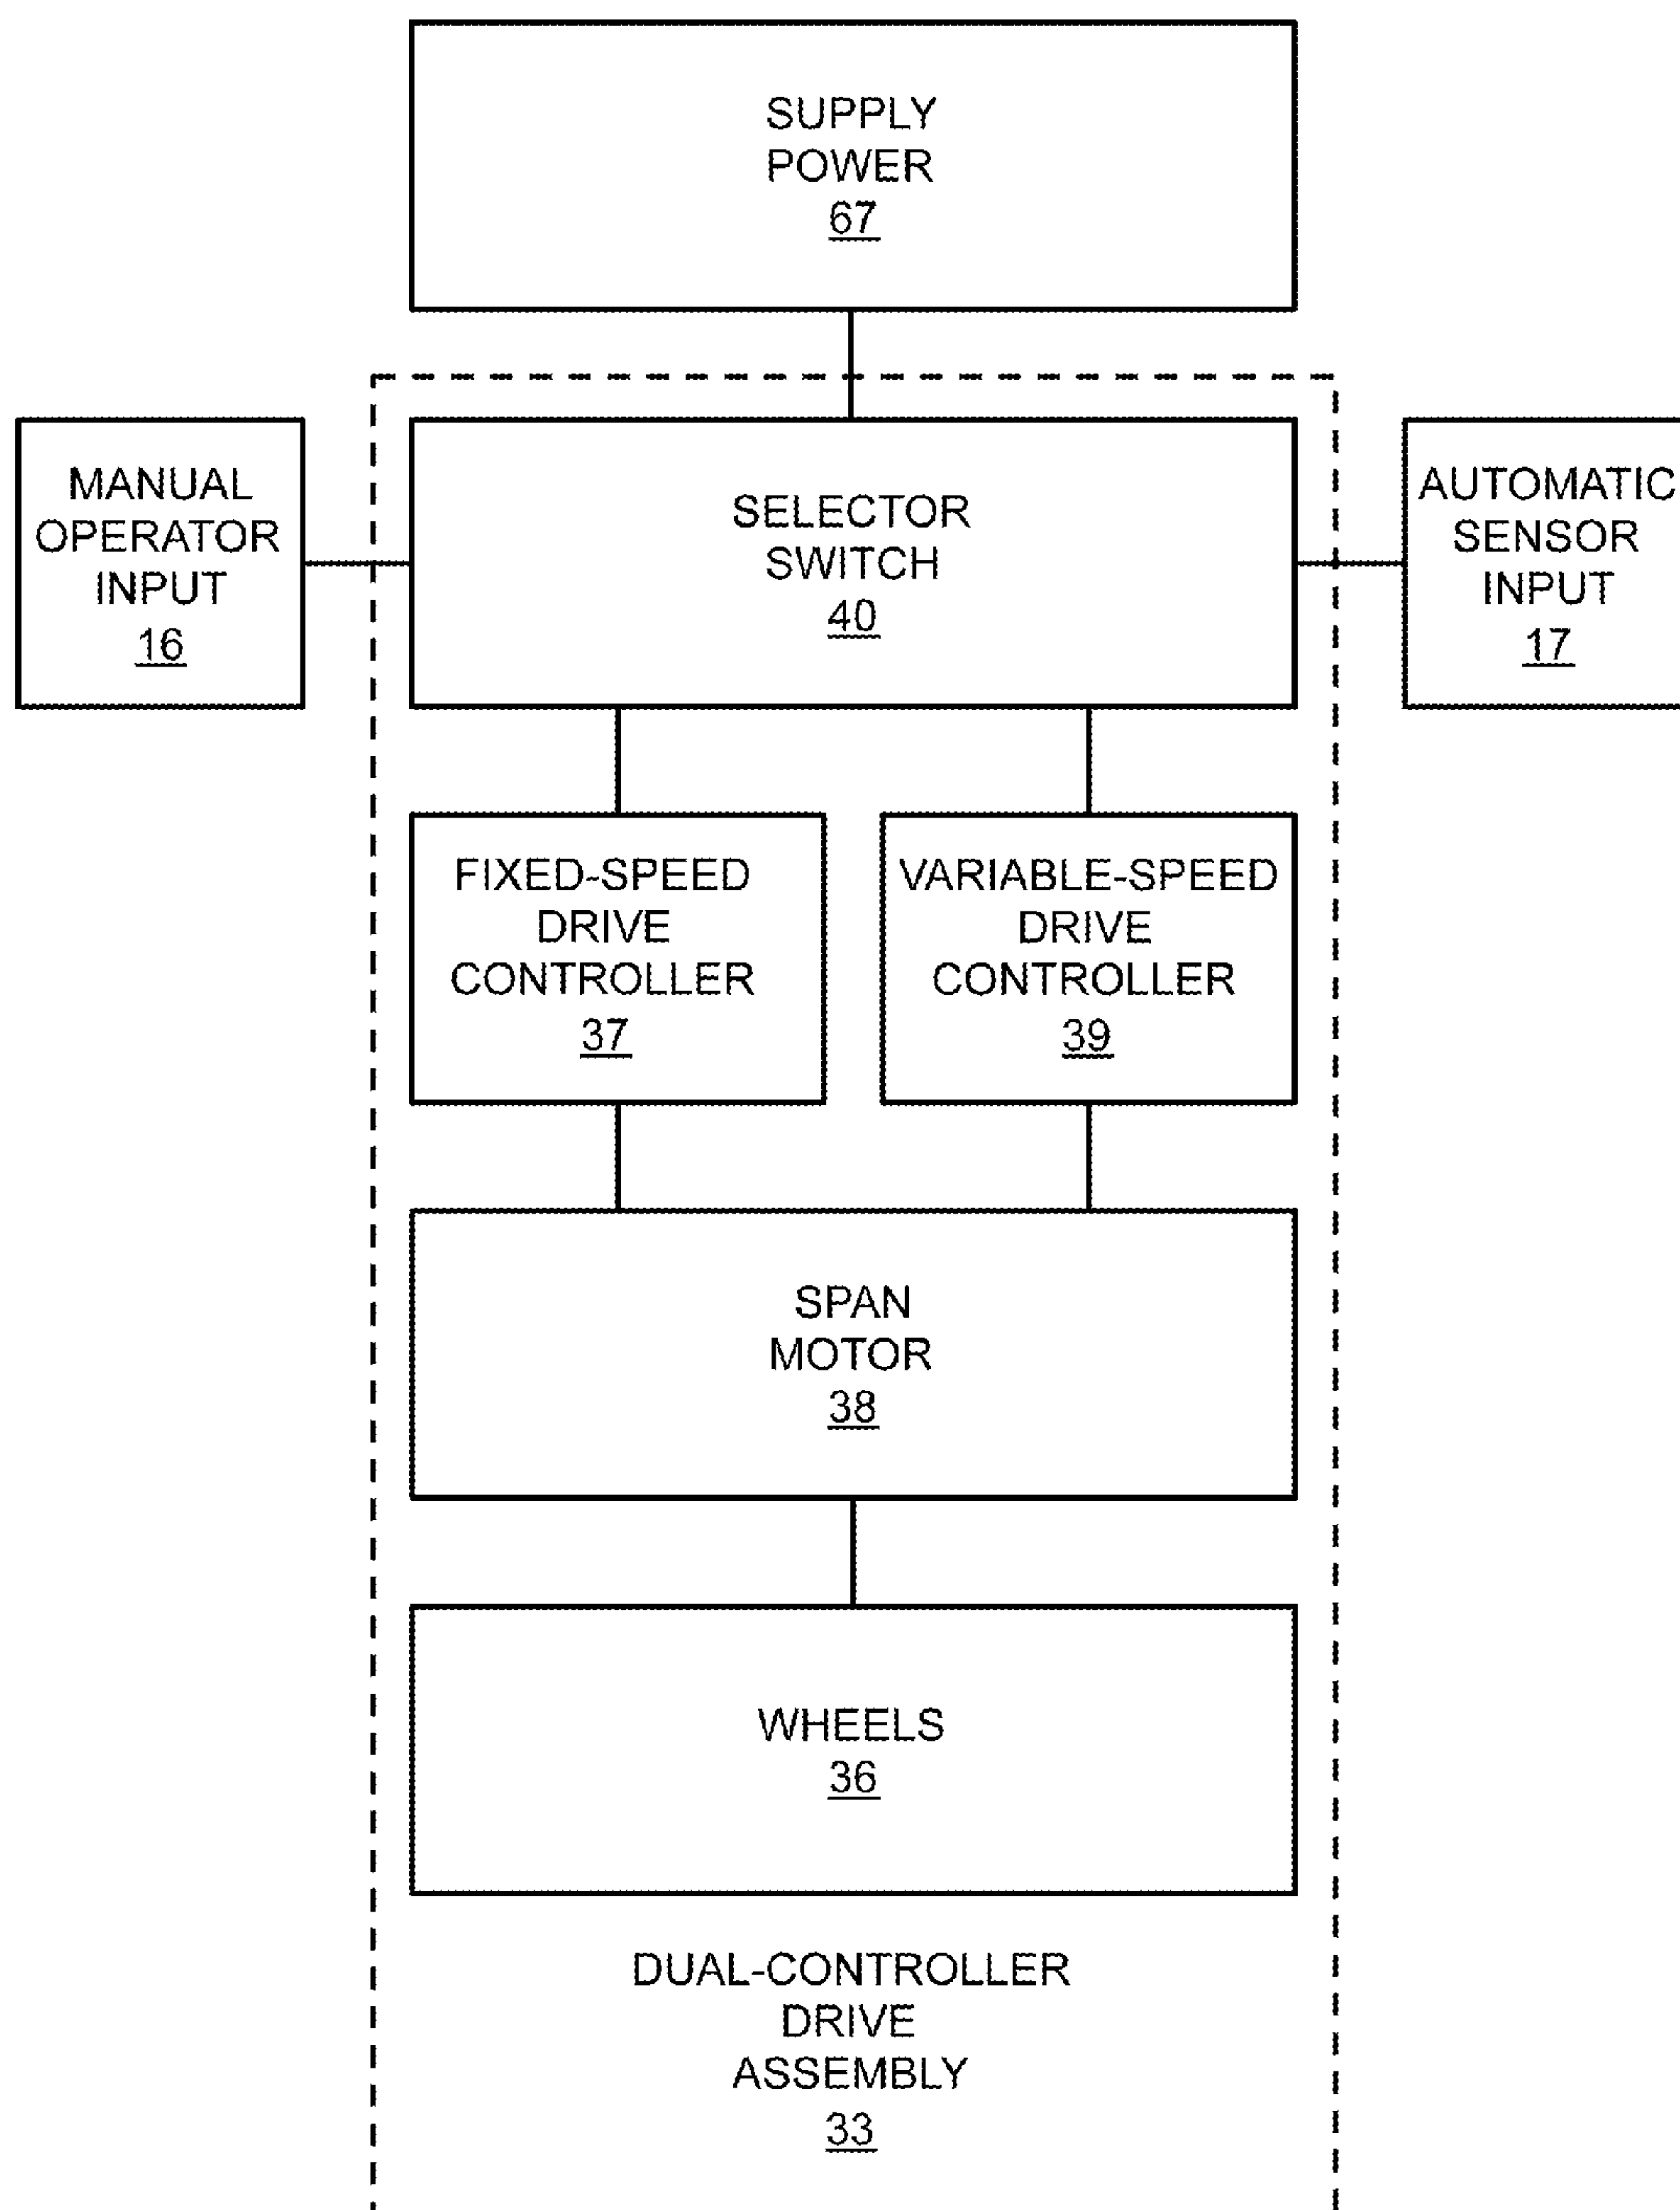 SUPPLY
POWER
67
MANUAL
OPERATOR
INPUT
16
SELECTOR
SWITCH
40
AUTOMATIC
SENSOR
INPUT
17
FIXED-SPEED
DRIVE
CONTROLLER
37
VARIABLE-SPEED
DRIVE
CONTROLLER
39
SPAN
MOTOR
38
WHEELS
36
DUAL-CONTROLLER
DRIVE
ASSEMBLY
33